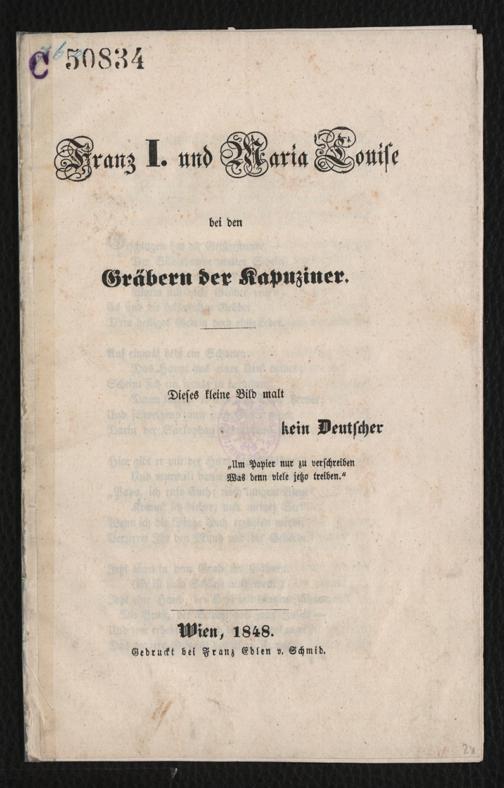 C 50834
Franz I. und Maria Louise
bei den
Gräbern der Kapuziner.
Dieses kleine Bild malt
kein Deutscher
„Um Papier nur zu verschreiben
Was denn viele jetzo treiben.“
Wien, 1848.
Gedruckt bei Franz Edlen v. Schmid.